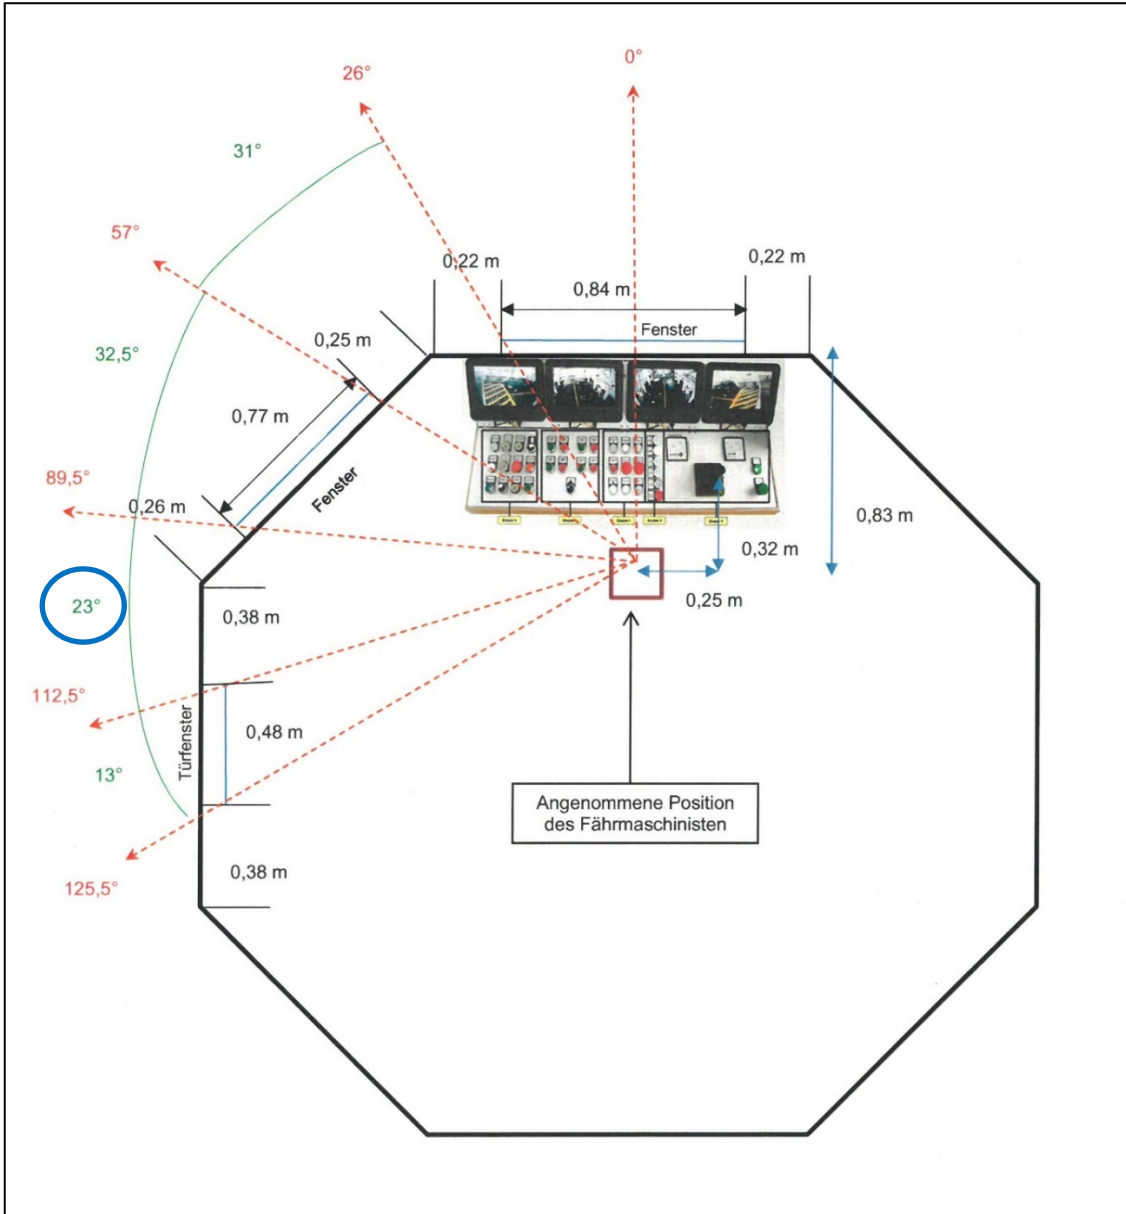 0°
26°
31°
57°
0,22 m
0,84 m
0,22 m
Fenster
0,25 m
32,5°
0,77 m
Fenster
89,5°
0,26 m
0,83 m
0,32 m
0,25 m
23°
0,38 m
112,5°
Türfenster
0,48 m
13°
Angenommene Position
des Fährmaschinisten
0,38 m
125,5°